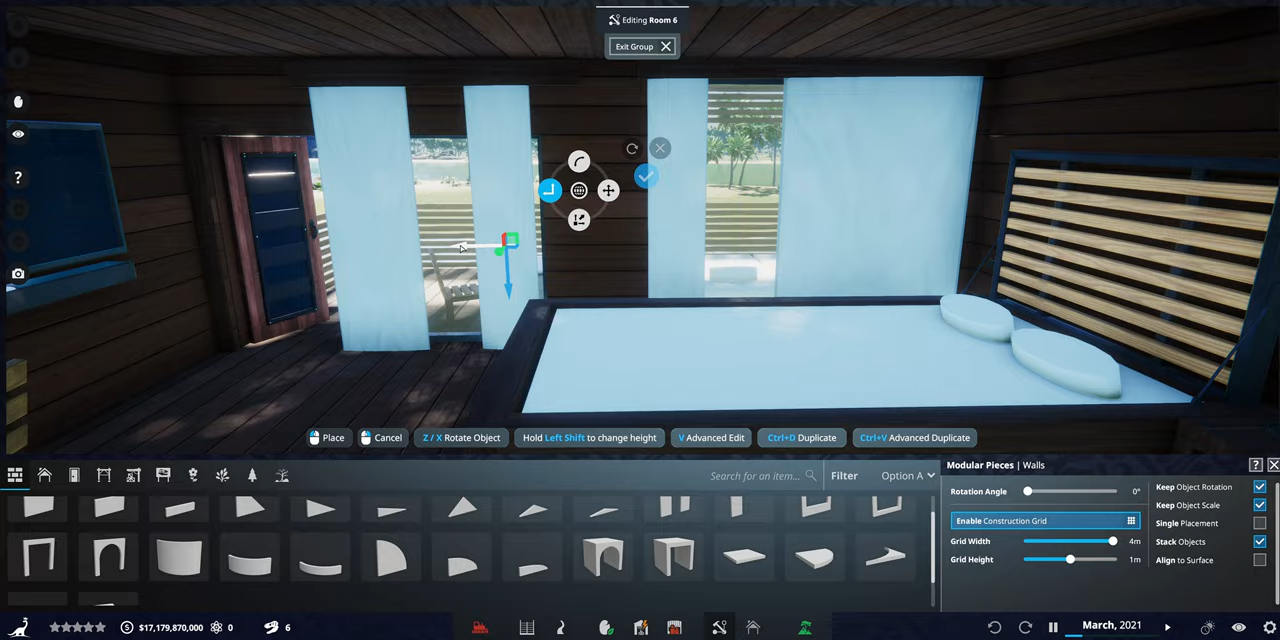 Editing Room 6
Exit Group
Place
Cancel
Z / X Rotate Object
Hold Left Shift to change height
V Advanced Edit
Ctrl+D Duplicate
Ctrl+V Advanced Duplicate
Search for an item...
Filter
Option A
Modular Pieces | Walls
Rotation Angle
0°
Enable Construction Grid
Grid Width
4m
Grid Height
1m
Keep Object Rotation
Keep Object Scale
Single Placement
Stack Objects
Align to Surface
$17,179,870,000
0
6
March, 2021